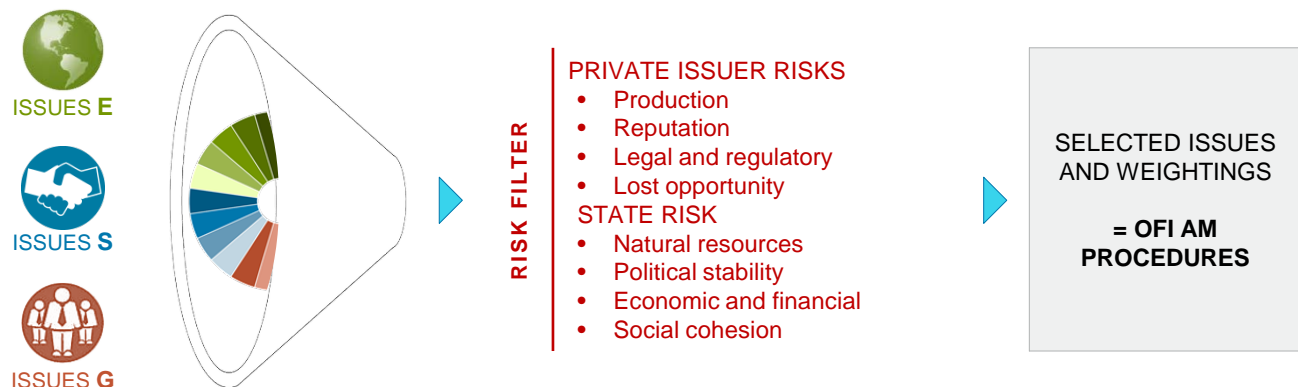 ISSUES E
ISSUES S
ISSUES G
RISK FILTER
PRIVATE ISSUER RISKS
• Production
• Reputation
• Legal and regulatory
• Lost opportunity
STATE RISK
• Natural resources
• Political stability
• Economic and financial
• Social cohesion
SELECTED ISSUES
AND WEIGHTINGS
= OFI AM
PROCEDURES